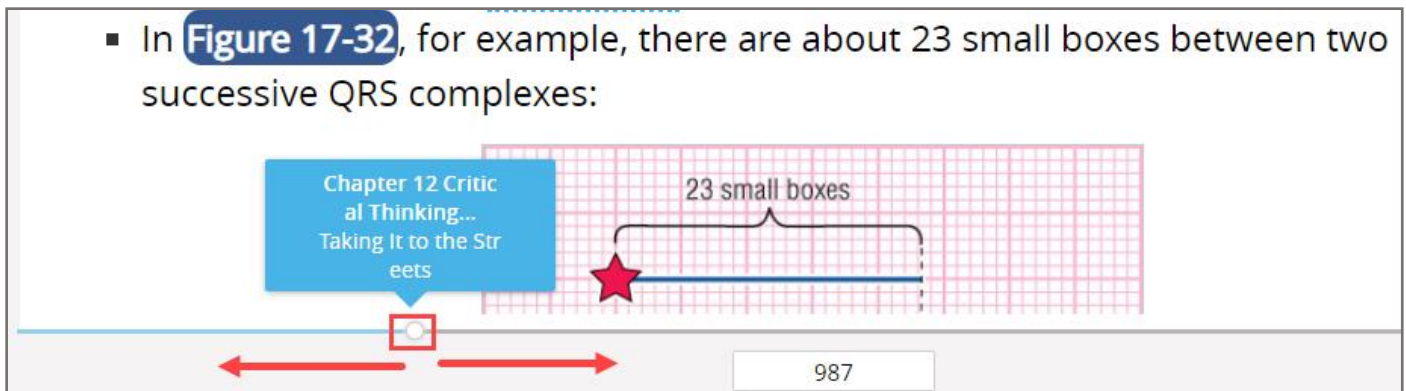 ▪ In Figure 17-32, for example, there are about 23 small boxes between two
successive QRS complexes:
Chapter 12 Critic
al Thinking...
Taking It to the Str
eets
23 small boxes
987